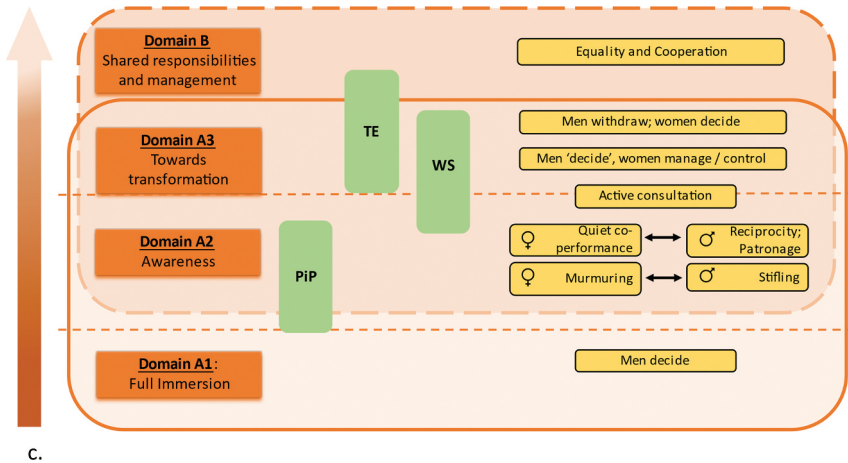 Domain B
Shared responsibilities
and management
Equality and Cooperation
Domain A3
Towards
transformation
TE
WS
Men withdraw; women decide
Men ‘decide’, women manage / control
Active consultation
Domain A2
Awareness
PiP
♀ Quiet co-
performance
♂ Reciprocity;
Patronage
♀ Murmuring
♂ Stifling
Domain A1:
Full Immersion
Men decide
c.